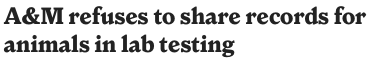 A&M refuses to share records for
animals in lab testing